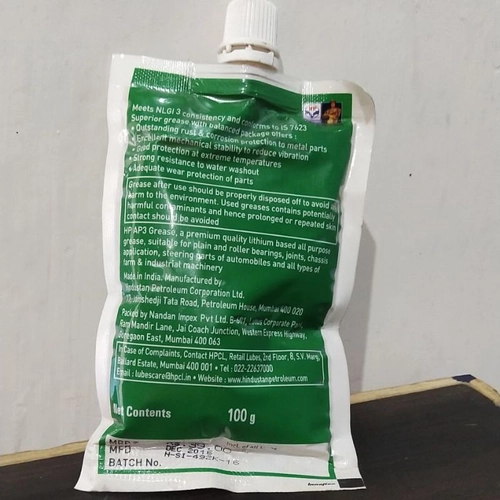 HP
Meets NLGI 3 consistency and conforms to IS 7623
Superior grease with balanced package offers :
• Outstanding rust & corrosion protection to metal parts
• Excellent mechanical stability to reduce vibration
• Good protection at extreme temperatures
• Strong resistance to water washout
• Adequate wear protection of parts
Grease after use should be properly disposed off to avoid any
harm to the environment. Used greases contains potentially
harmful contaminants and hence prolonged or repeated skin
contact should be avoided
HP AP3 Grease, a premium quality lithium based all purpose
grease, suitable for plain and roller bearings, joints, chassis
application, steering parts of automobiles and all types of
farm & industrial machinery
Made in India. Manufactured by:
Hindustan Petroleum Corporation Ltd.
17, Jamshedji Tata Road, Petroleum House, Mumbai 400 020
Packed by Nandan Impex Pvt Ltd. Lotus Corporate Park,
Ram Mandir Lane, Jai Coach Junction, Western Express Highway,
Goregaon East, Mumbai 400 063
In Case of Complaints, Contact HPCL, Retail Lubes, 2nd Floor, 8, S.V. Marg,
Ballard Estate, Mumbai 400 001 • Tel : 022-22637000
Email : lubescare@hpcl.in • Website : www.hindustanpetroleum.com
Net Contents 100 g
MRP
MFD DEC 2016
BATCH No.